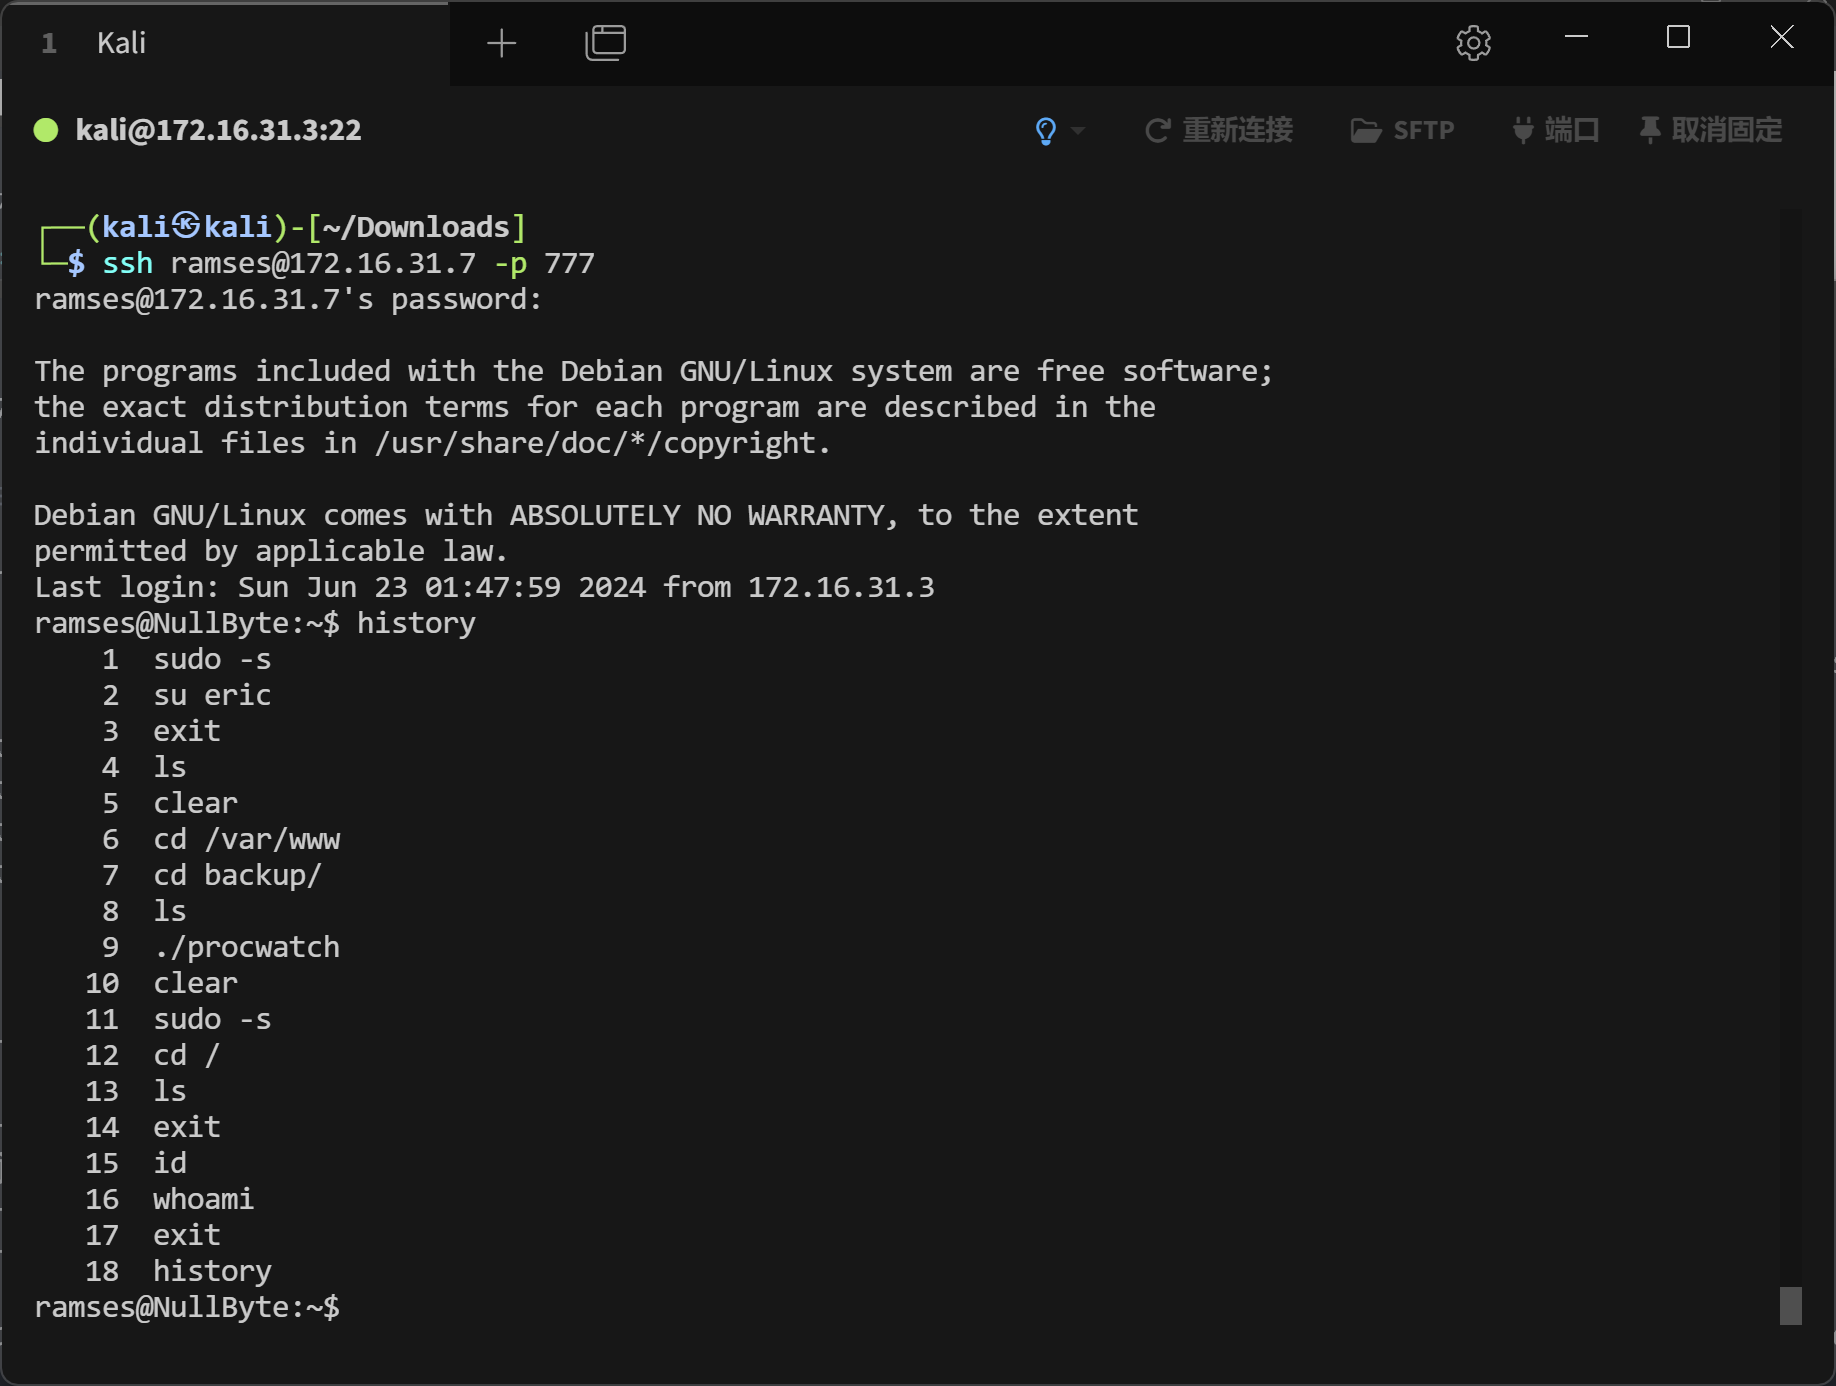 1 Kali
kali@172.16.31.3:22 重新连接 SFTP 端口 取消固定
┌──(kali㉿kali)-[~/Downloads]
└─$ ssh ramses@172.16.31.7 -p 777
ramses@172.16.31.7's password:
The programs included with the Debian GNU/Linux system are free software;
the exact distribution terms for each program are described in the
individual files in /usr/share/doc/*/copyright.
Debian GNU/Linux comes with ABSOLUTELY NO WARRANTY, to the extent
permitted by applicable law.
Last login: Sun Jun 23 01:47:59 2024 from 172.16.31.3
ramses@NullByte:~$ history
1 sudo -s
2 su eric
3 exit
4 ls
5 clear
6 cd /var/www
7 cd backup/
8 ls
9 ./procwatch
10 clear
11 sudo -s
12 cd /
13 ls
14 exit
15 id
16 whoami
17 exit
18 history
ramses@NullByte:~$